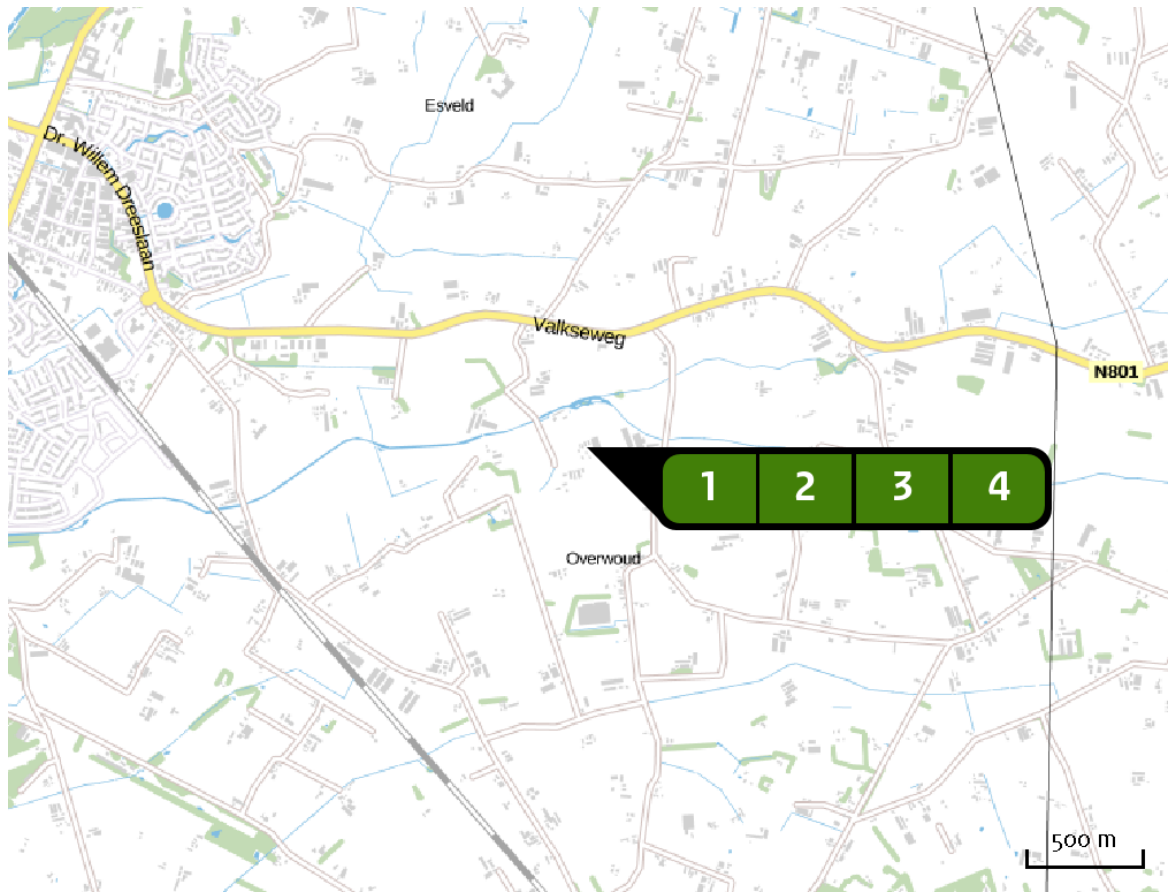 Esveld
Dr. Willem Dreeslaan
Valkseweg
N801
1 2 3 4
Overwoud
500 m